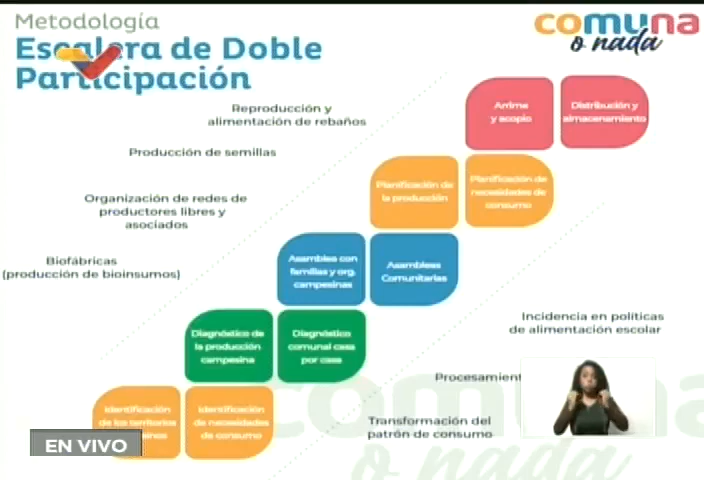 Metodología
Escalera de Doble
Participación
comuna
o nada
Reproducción y
alimentación de rebaños
Producción de semillas
Organización de redes de
productores libres y
asociados
Biofábricas
(producción de bioinsumos)
Arrime
y acopio
Distribución y
almacenamiento
Planificación de
la producción
Planificación de
necesidades de
consumo
Asamblea con
familias y org.
campesinas
Asambleas
Comunitarias
Diagnóstico de
la producción
campesina
Diagnóstico
comunal casa
por casa
Identificación
de los territorios
Identificación
de necesidades
de consumo
Incidencia en políticas
de alimentación escolar
Transformación del
patrón de consumo
EN VIVO
comuna
o nada